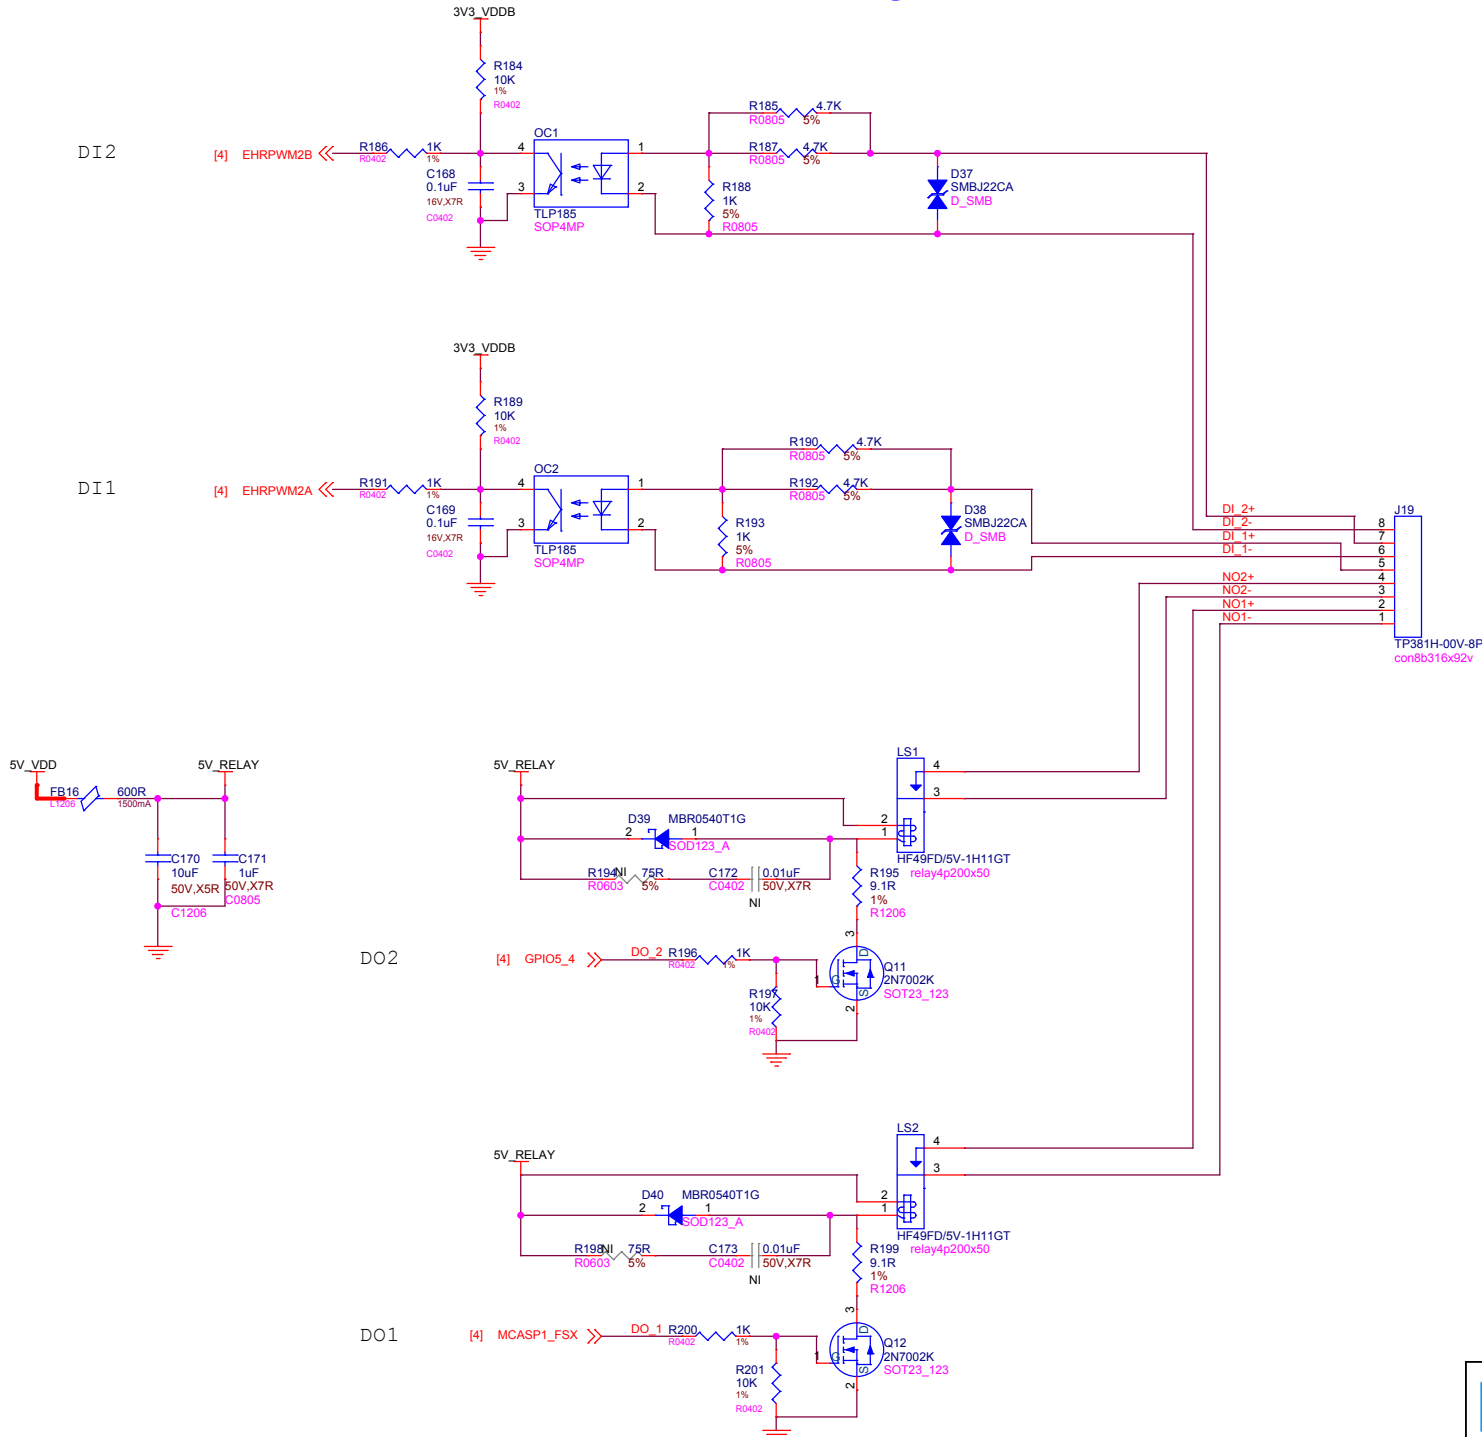 3V3_VDDB
R184
10K
1%
R0402
R185
4.7K
R0805
5%
OC1
DI2
[4]
EHRPWM2B
R186
1K
R0402
1%
4
1
R187
4.7K
R0805
5%
C168
0.1uF
16V,X7R
C0402
3
2
R188
1K
5%
R0805
D37
SMBJ22CA
D_SMB
TLP185
SOP4MP
3V3_VDDB
R189
10K
1%
R0402
R190
4.7K
R0805
5%
OC2
DI1
[4]
EHRPWM2A
R191
1K
R0402
1%
4
1
R192
4.7K
R0805
5%
C169
0.1uF
16V,X7R
C0402
3
2
R193
1K
5%
R0805
D38
SMBJ22CA
D_SMB
TLP185
SOP4MP
DI_2+
DI_2-
DI_1+
DI_1-
NO2+
NO2-
NO1+
NO1-
J19
8
7
6
5
4
3
2
1
TP381H-00V-8P
con8b316x92v
5V_VDD
5V_RELAY
FB16
600R
L1206
1500mA
C170
10uF
50V,X5R
C1206
C171
1uF
50V,X7R
C0805
5V_RELAY
LS1
4
3
2
1
D39
MBR0540T1G
2
1
SOD123_A
HF49FD/5V-1H11GT
relay4p200x50
R194
NI
75R
R0603
5%
C172
0.01uF
C0402
50V,X7R
NI
R195
9.1R
1%
R1206
DO2
[4]
GPIO5_4
DO_2
R196
1K
R0402
1%
3
D
G
S
1
2
Q11
2N7002K
SOT23_123
R197
10K
1%
R0402
5V_RELAY
LS2
4
3
2
1
D40
MBR0540T1G
2
1
SOD123_A
HF49FD/5V-1H11GT
relay4p200x50
R198
NI
75R
R0603
5%
C173
0.01uF
C0402
50V,X7R
NI
R199
9.1R
1%
R1206
DO1
[4]
MCASP1_FSX
DO_1
R200
1K
R0402
1%
3
D
G
S
1
2
Q12
2N7002K
SOT23_123
R201
10K
1%
R0402